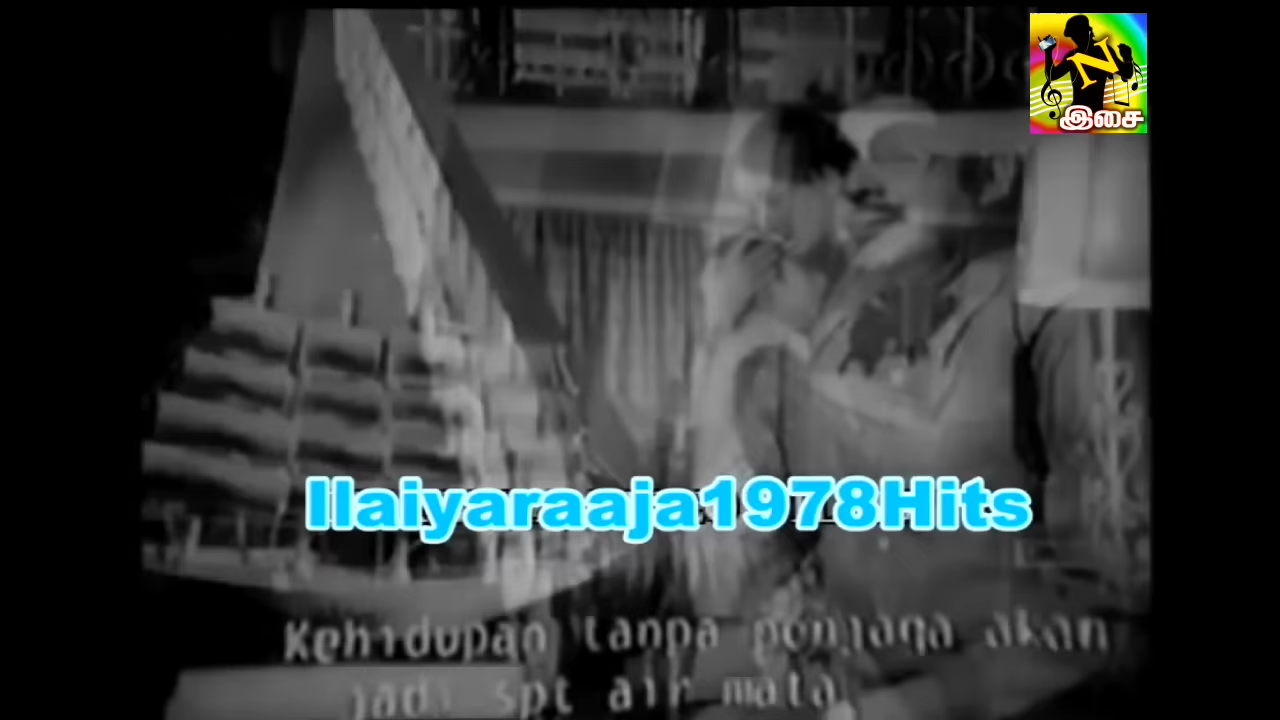 N
இசை
Ilaiyaraaja1978Hits
Kehidupan tanpa penjaga akan
jadi spt air mata